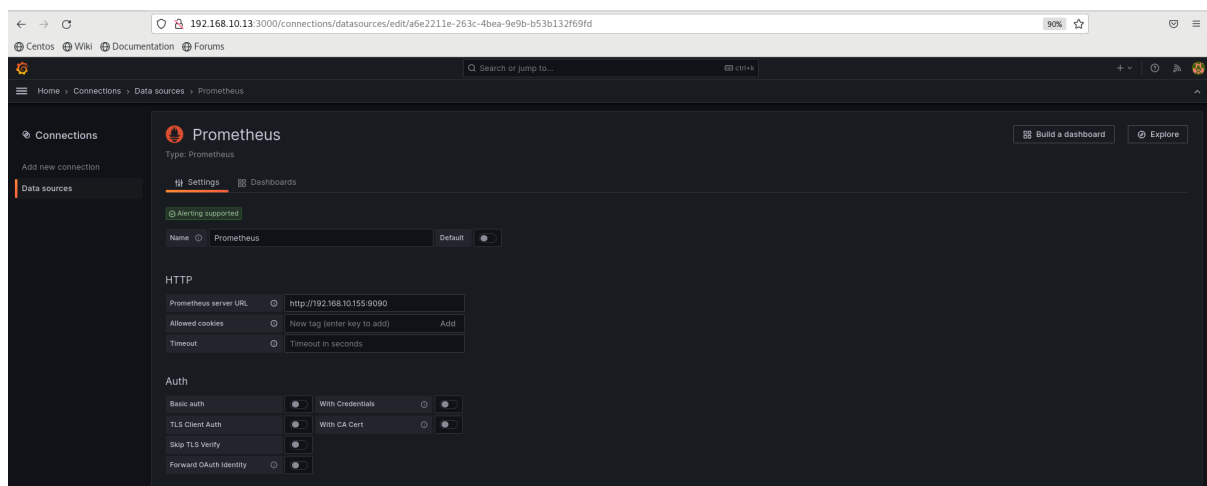 192.168.10.13:3000/connections/datasources/edit/a6e2211e-263c-4bea-9e9b-b53b132f69fd 90%
Centos Wiki Documentation Forums
Search or jump to... ctrl+k
Home › Connections › Data sources › Prometheus
Connections
Add new connection
Data sources
Prometheus
Type: Prometheus
Build a dashboard Explore
Settings Dashboards
Alerting supported
Name Prometheus Default
HTTP
Prometheus server URL http://192.168.10.155:9090
Allowed cookies New tag (enter key to add) Add
Timeout Timeout in seconds
Auth
Basic auth With Credentials
TLS Client Auth With CA Cert
Skip TLS Verify
Forward OAuth Identity